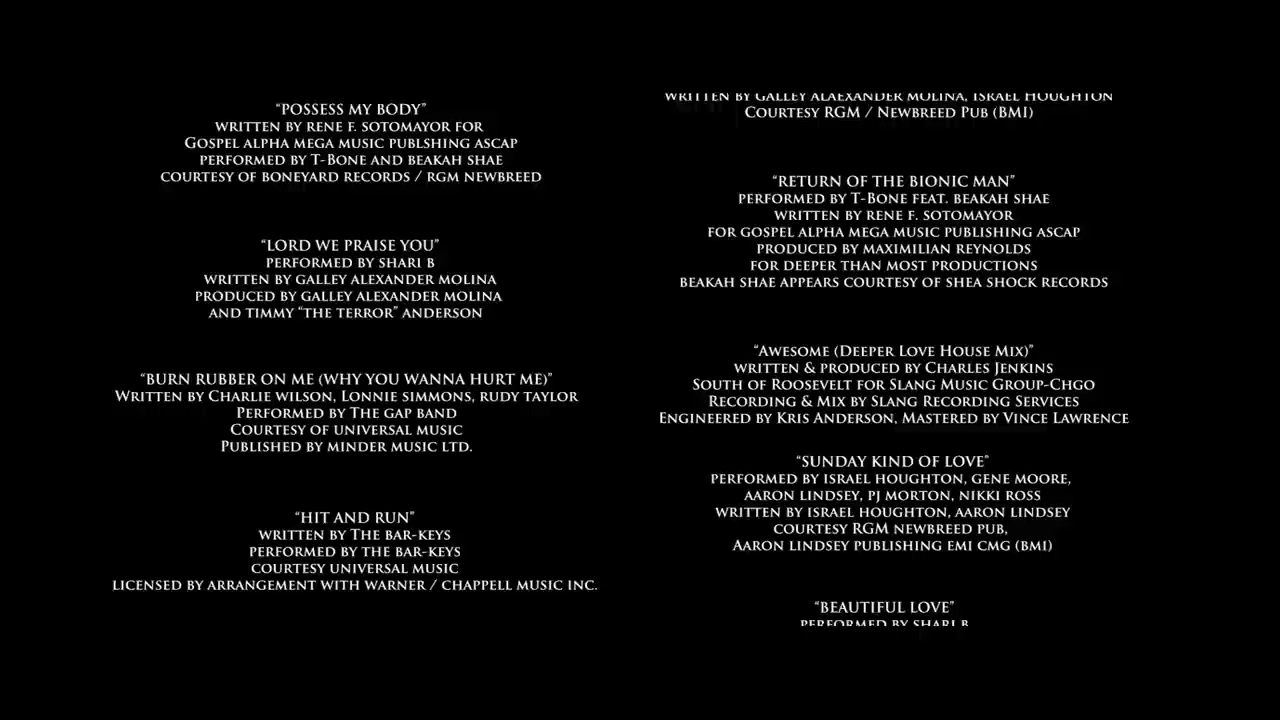 “POSSESS MY BODY”
WRITTEN BY RENE F. SOTOMAYOR FOR
GOSPEL ALPHA MEGA MUSIC PUBLSHING ASCAP
PERFORMED BY T-BONE AND BEAKAH SHAE
COURTESY OF BONEYARD RECORDS / RGM NEWBREED
“LORD WE PRAISE YOU”
PERFORMED BY SHARI B
WRITTEN BY GALLEY ALEXANDER MOLINA
PRODUCED BY GALLEY ALEXANDER MOLINA
AND TIMMY “THE TERROR” ANDERSON
“BURN RUBBER ON ME (WHY YOU WANNA HURT ME)”
WRITTEN BY CHARLIE WILSON, LONNIE SIMMONS, RUDY TAYLOR
PERFORMED BY THE GAP BAND
COURTESY OF UNIVERSAL MUSIC
PUBLISHED BY MINDER MUSIC LTD.
“HIT AND RUN”
WRITTEN BY THE BAR-KEYS
PERFORMED BY THE BAR-KEYS
COURTESY UNIVERSAL MUSIC
LICENSED BY ARRANGEMENT WITH WARNER / CHAPPELL MUSIC INC.
WRITTEN BY GALLEY ALAEXANDER MOLINA, ISRAEL HOUGHTON
COURTESY RGM / NEWBREED PUB (BMI)
“RETURN OF THE BIONIC MAN”
PERFORMED BY T-BONE FEAT. BEAKAH SHAE
WRITTEN BY RENE F. SOTOMAYOR
FOR GOSPEL ALPHA MEGA MUSIC PUBLISHING ASCAP
PRODUCED BY MAXIMILIAN REYNOLDS
FOR DEEPER THAN MOST PRODUCTIONS
BEAKAH SHAE APPEARS COURTESY OF SHEA SHOCK RECORDS
“AWESOME (DEEPER LOVE HOUSE MIX)”
WRITTEN & PRODUCED BY CHARLES JENKINS
SOUTH OF ROOSEVELT FOR SLANG MUSIC GROUP-CHGO
RECORDING & MIX BY SLANG RECORDING SERVICES
ENGINEERED BY KRIS ANDERSON, MASTERED BY VINCE LAWRENCE
“SUNDAY KIND OF LOVE”
PERFORMED BY ISRAEL HOUGHTON, GENE MOORE,
AARON LINDSEY, PJ MORTON, NIKKI ROSS
WRITTEN BY ISRAEL HOUGHTON, AARON LINDSEY
COURTESY RGM NEWBREED PUB,
AARON LINDSEY PUBLISHING EMI CMG (BMI)
“BEAUTIFUL LOVE”
PERFORMED BY SHARI B